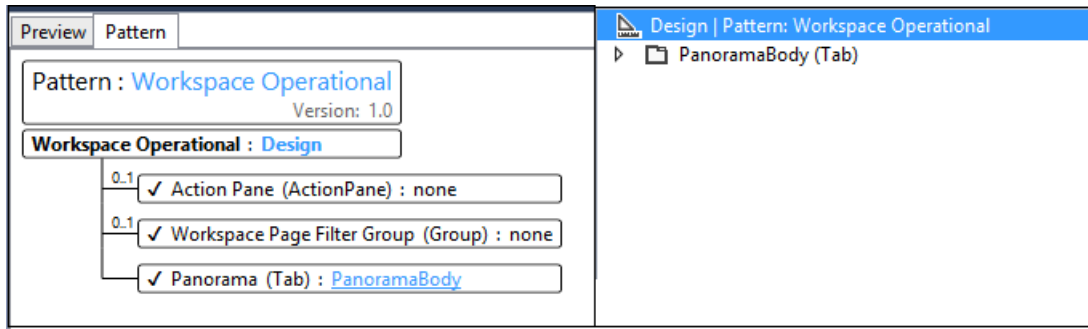 Preview Pattern
Pattern : Workspace Operational
Version: 1.0
Workspace Operational : Design
0..1 ✓ Action Pane (ActionPane) : none
0..1 ✓ Workspace Page Filter Group (Group) : none
✓ Panorama (Tab) : PanoramaBody
Design | Pattern: Workspace Operational
PanoramaBody (Tab)